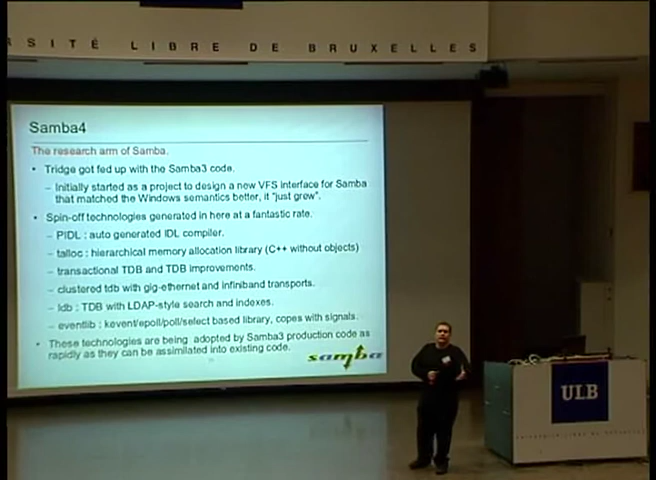 SITÉ LIBRE DE BRUXELLES
Samba4
The research arm of Samba.
• Tridge got fed up with the Samba3 code.
– Initially started as a project to design a new VFS interface for Samba
that matched the Windows semantics better, it "just grew".
• Spin-off technologies generated in here at a fantastic rate.
– PIDL : auto generated IDL compiler.
– talloc : hierarchical memory allocation library (C++ without objects)
– transactional TDB and TDB improvements.
– clustered tdb with gig-ethernet and infiniband transports.
– ldb : TDB with LDAP-style search and indexes.
– eventlib : kevent/epoll/poll/select based library, copes with signals.
• These technologies are being adopted by Samba3 production code as
rapidly as they can be assimilated into existing code.
samba
ULB
UNIVERSITÉ LIBRE DE BRUXELLES